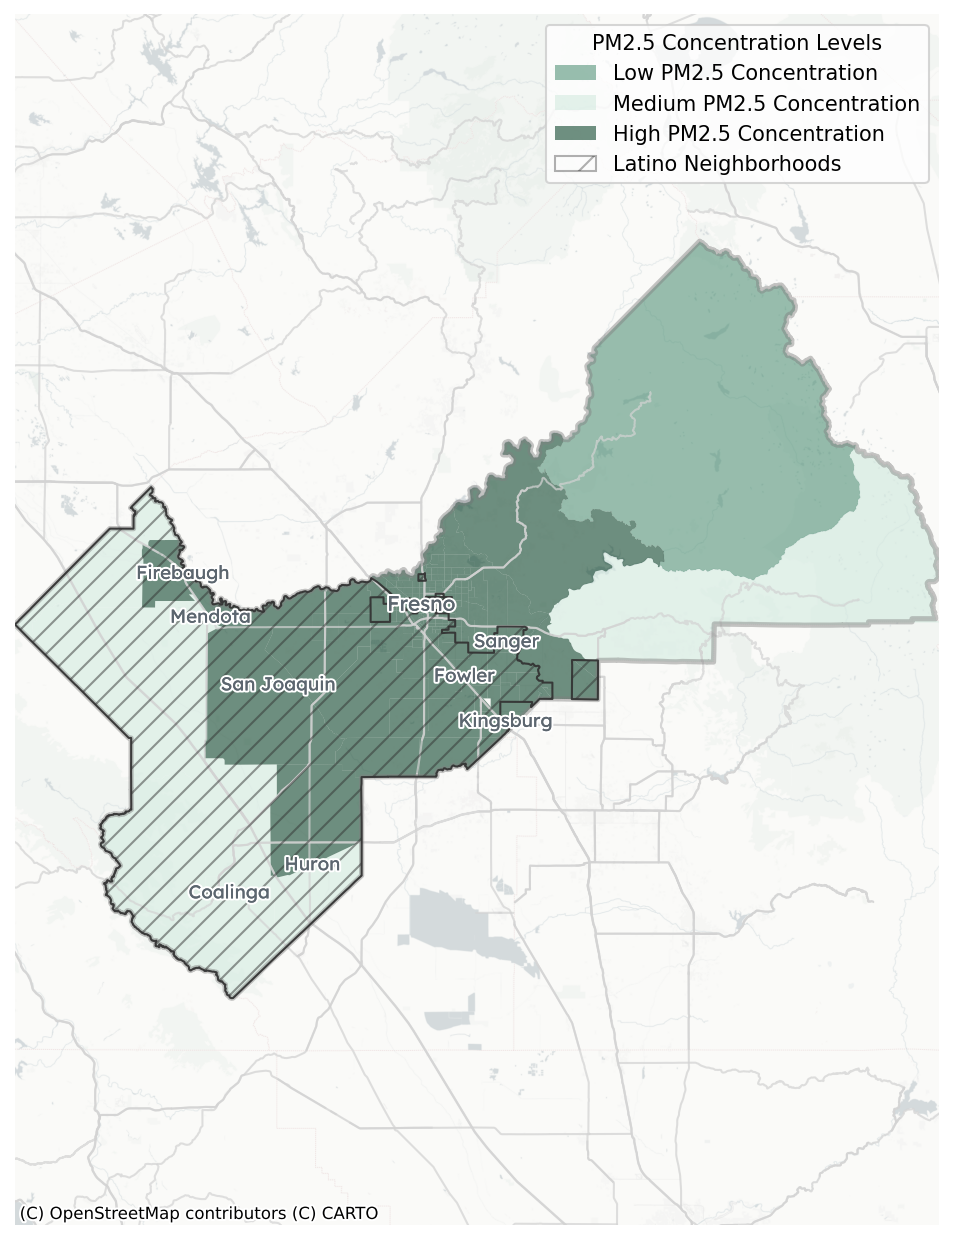 PM2.5 Concentration Levels
Low PM2.5 Concentration
Medium PM2.5 Concentration
High PM2.5 Concentration
Latino Neighborhoods
Firebaugh
Fresno
Mendota
Sanger
Fowler
San Joaquin
Kingsburg
Huron
Coalinga
(C) OpenStreetMap contributors (C) CARTO